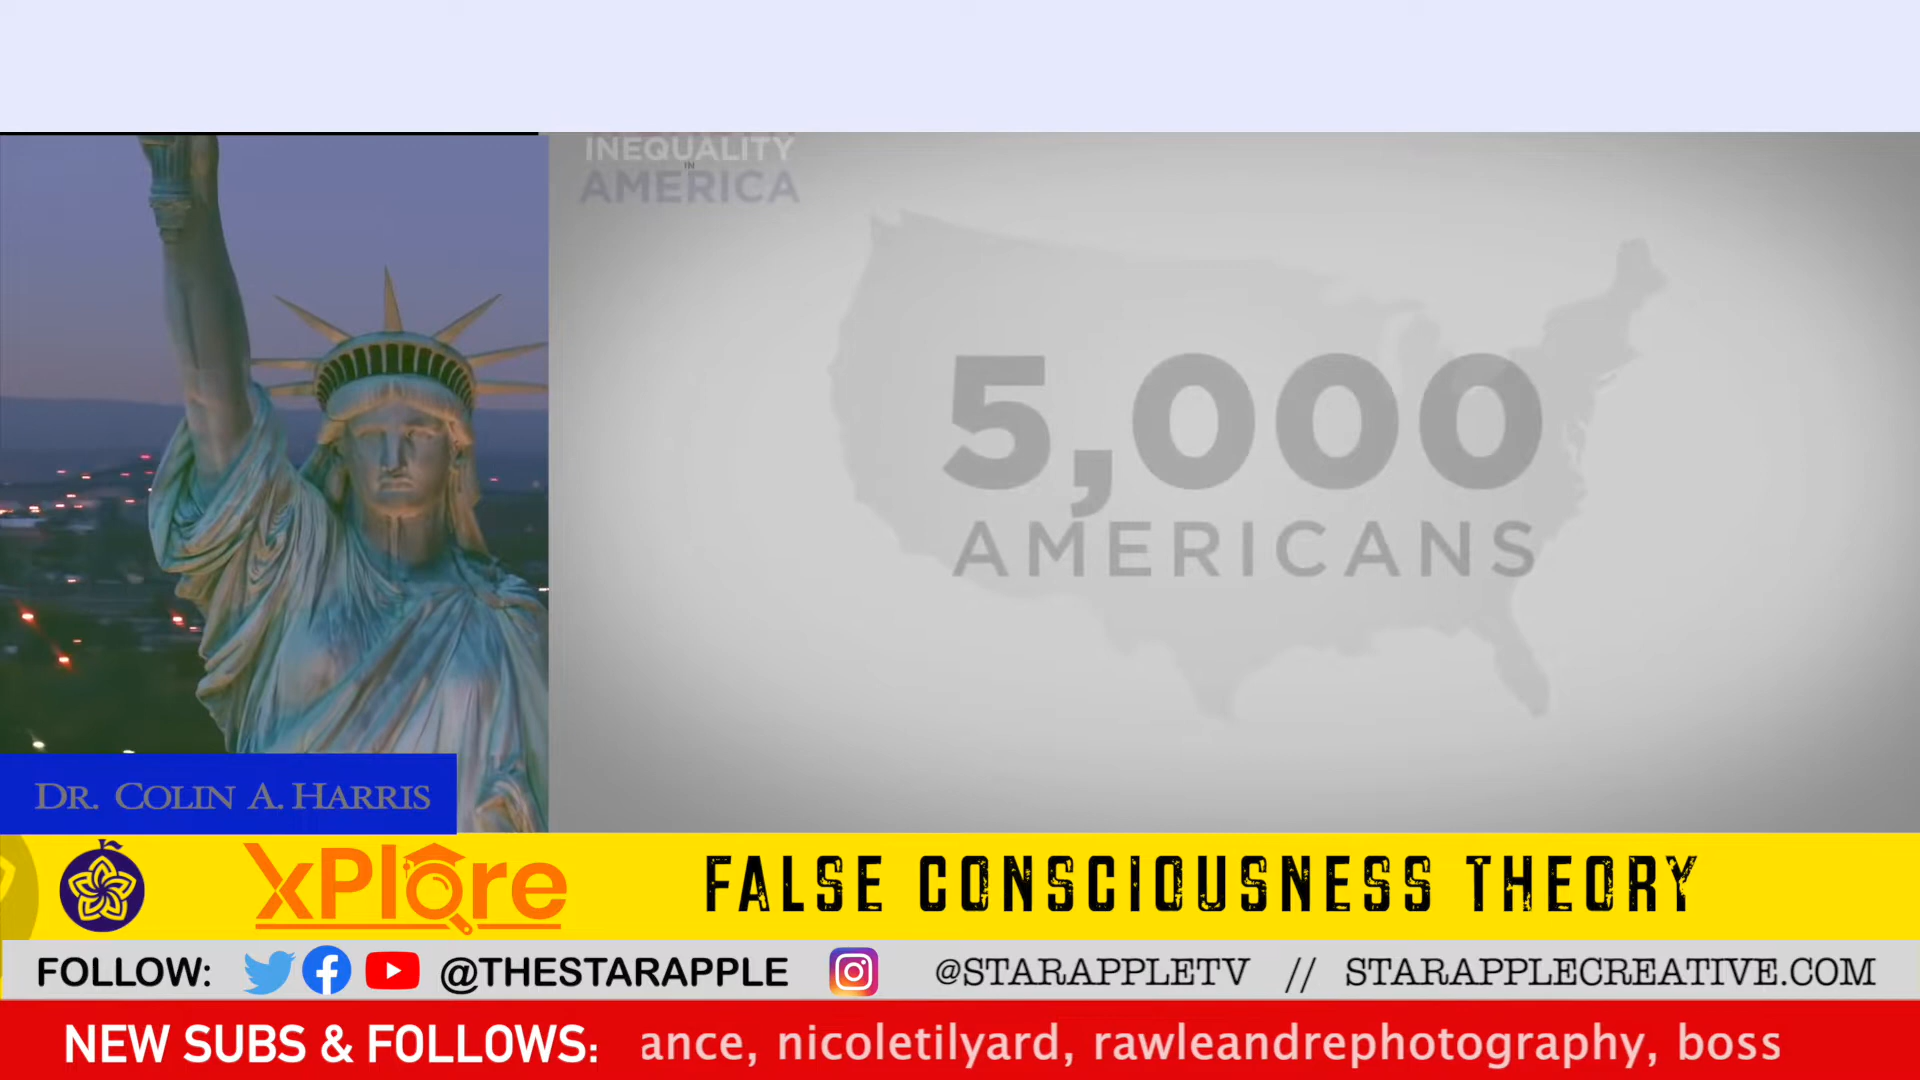 INEQUALITY
IN
AMERICA
5,000
AMERICANS
DR. COLIN A. HARRIS
xPlore
FALSE CONSCIOUSNESS THEORY
FOLLOW: @THESTARAPPLE @STARAPPLETV // STARAPPLECREATIVE.COM
NEW SUBS & FOLLOWS: ance, nicoletilyard, rawleandrephotography, boss